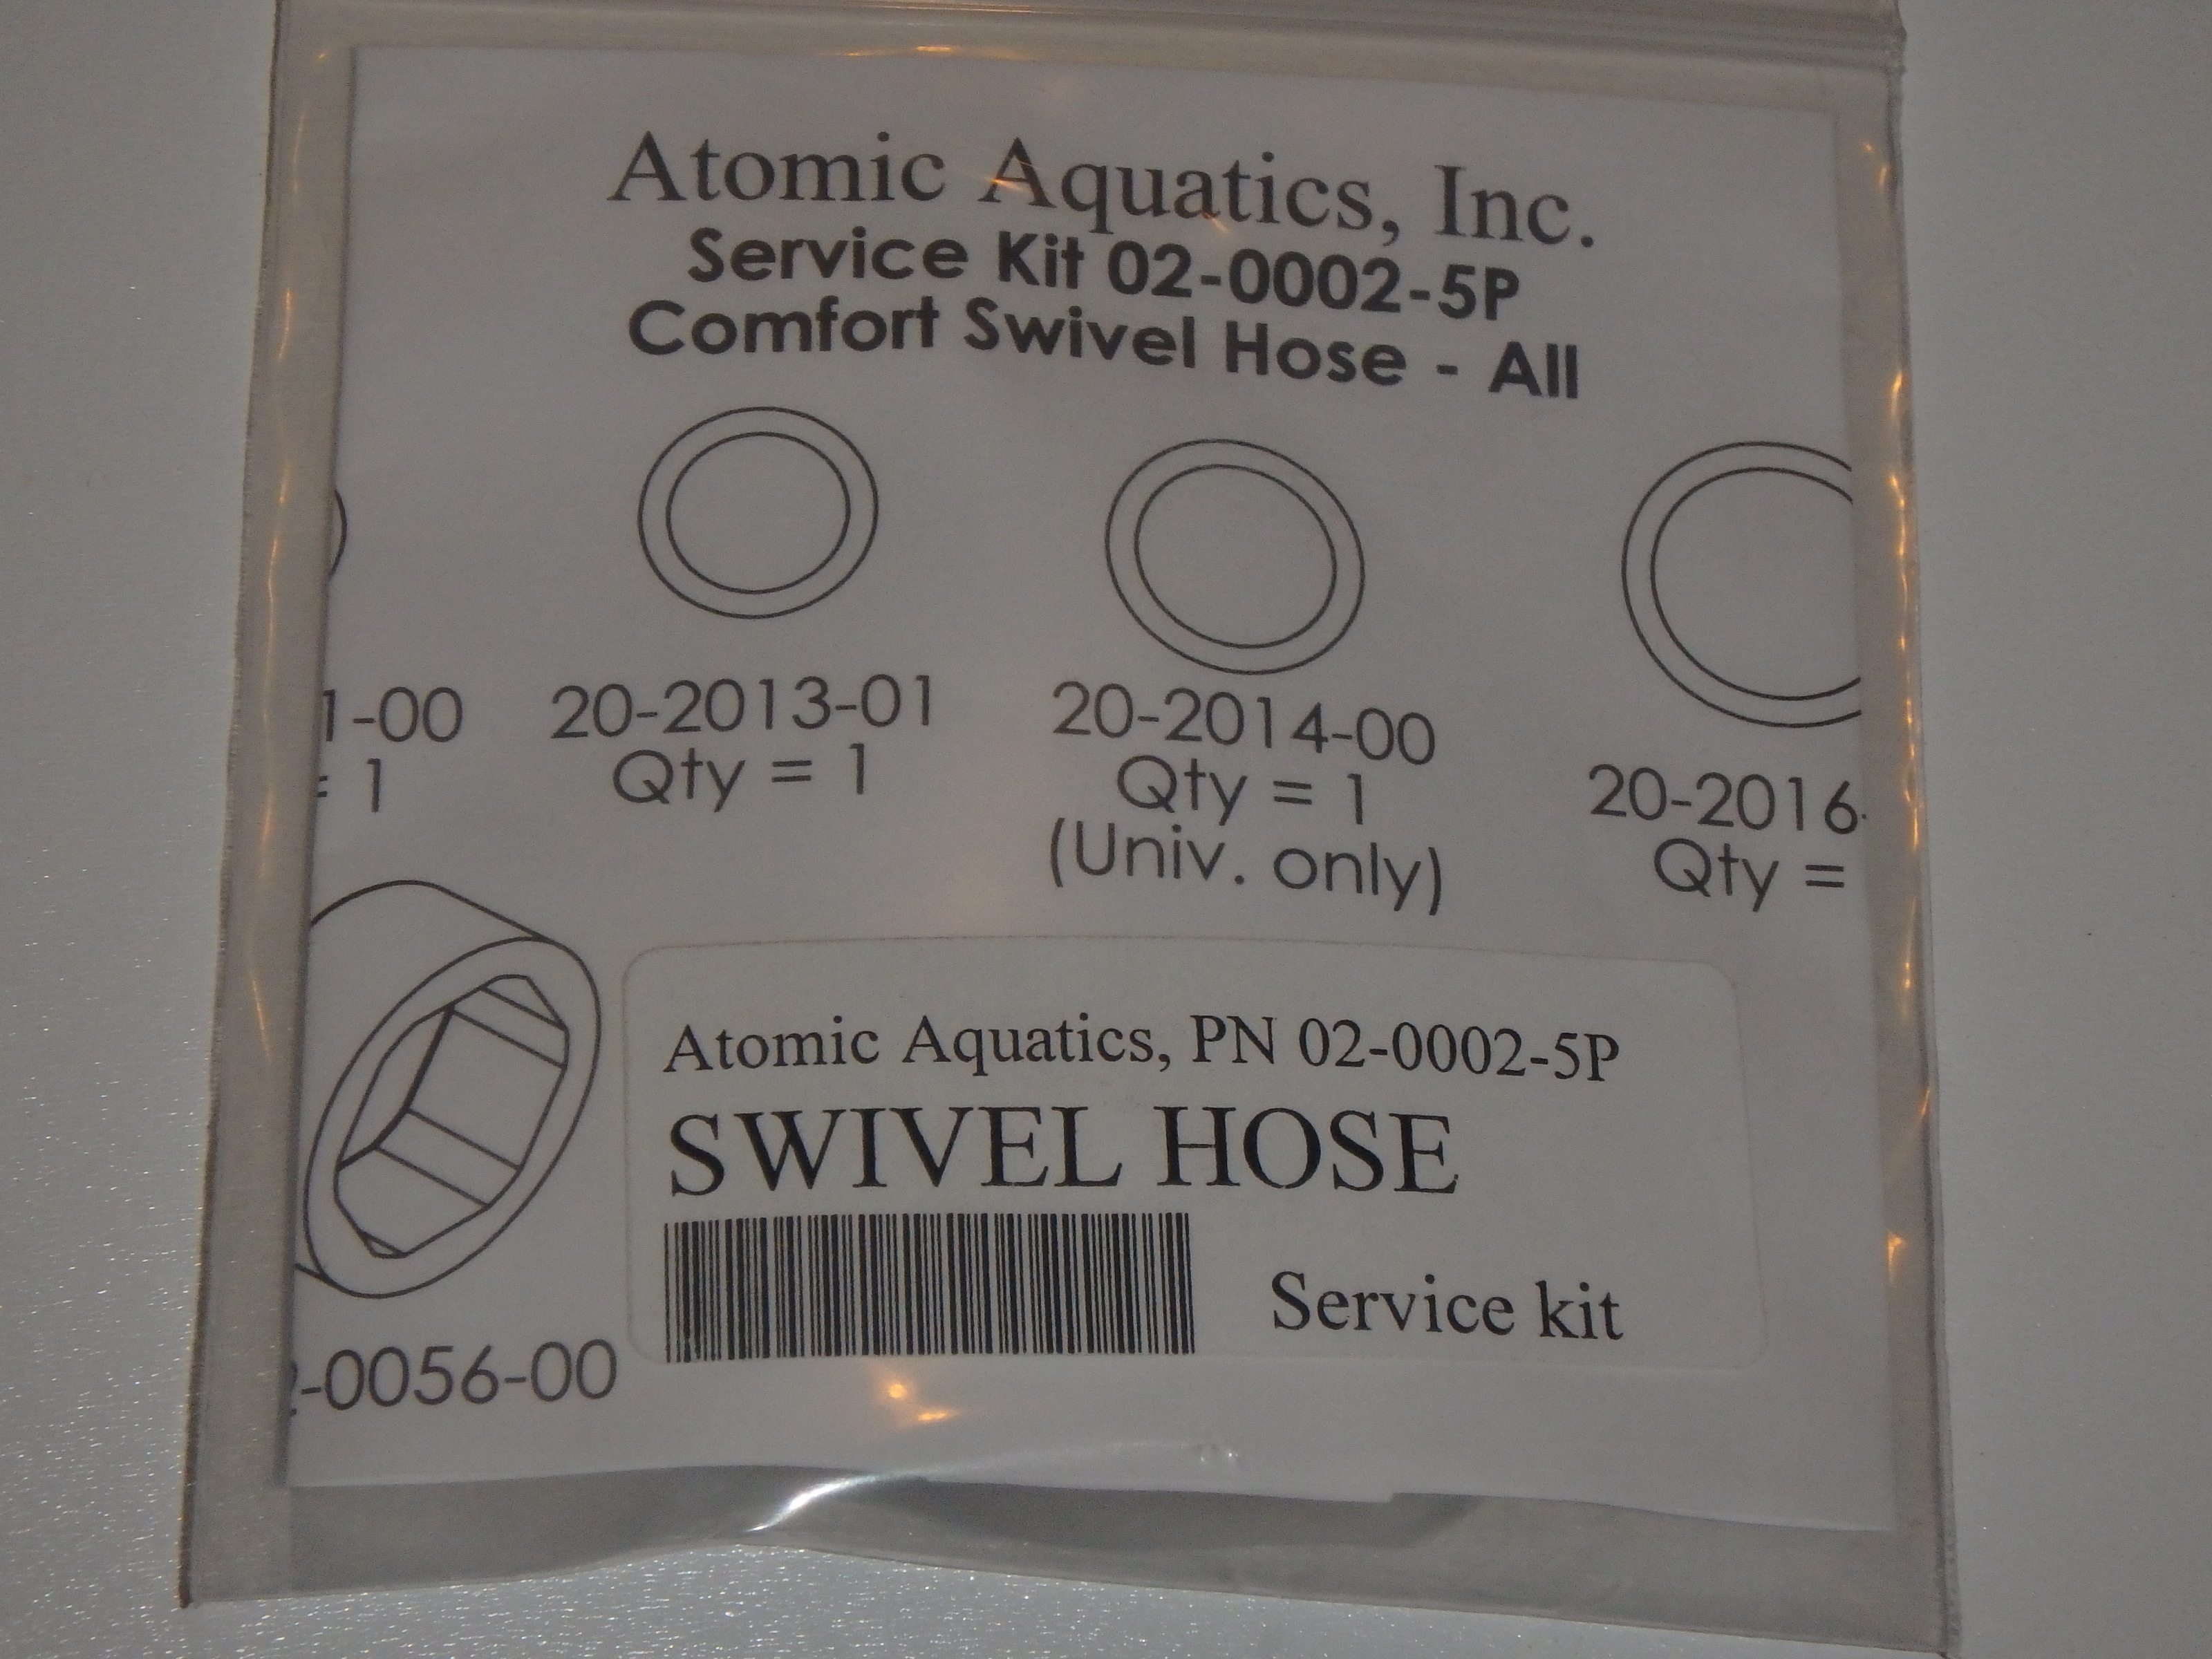 Atomic Aquatics, Inc.
Service Kit 02-0002-5P
Comfort Swivel Hose - All
1-00
= 1
20-2013-01
Qty = 1
20-2014-00
Qty = 1
(Univ. only)
20-2016-
Qty =
-0056-00
Atomic Aquatics, PN 02-0002-5P
SWIVEL HOSE
Service kit